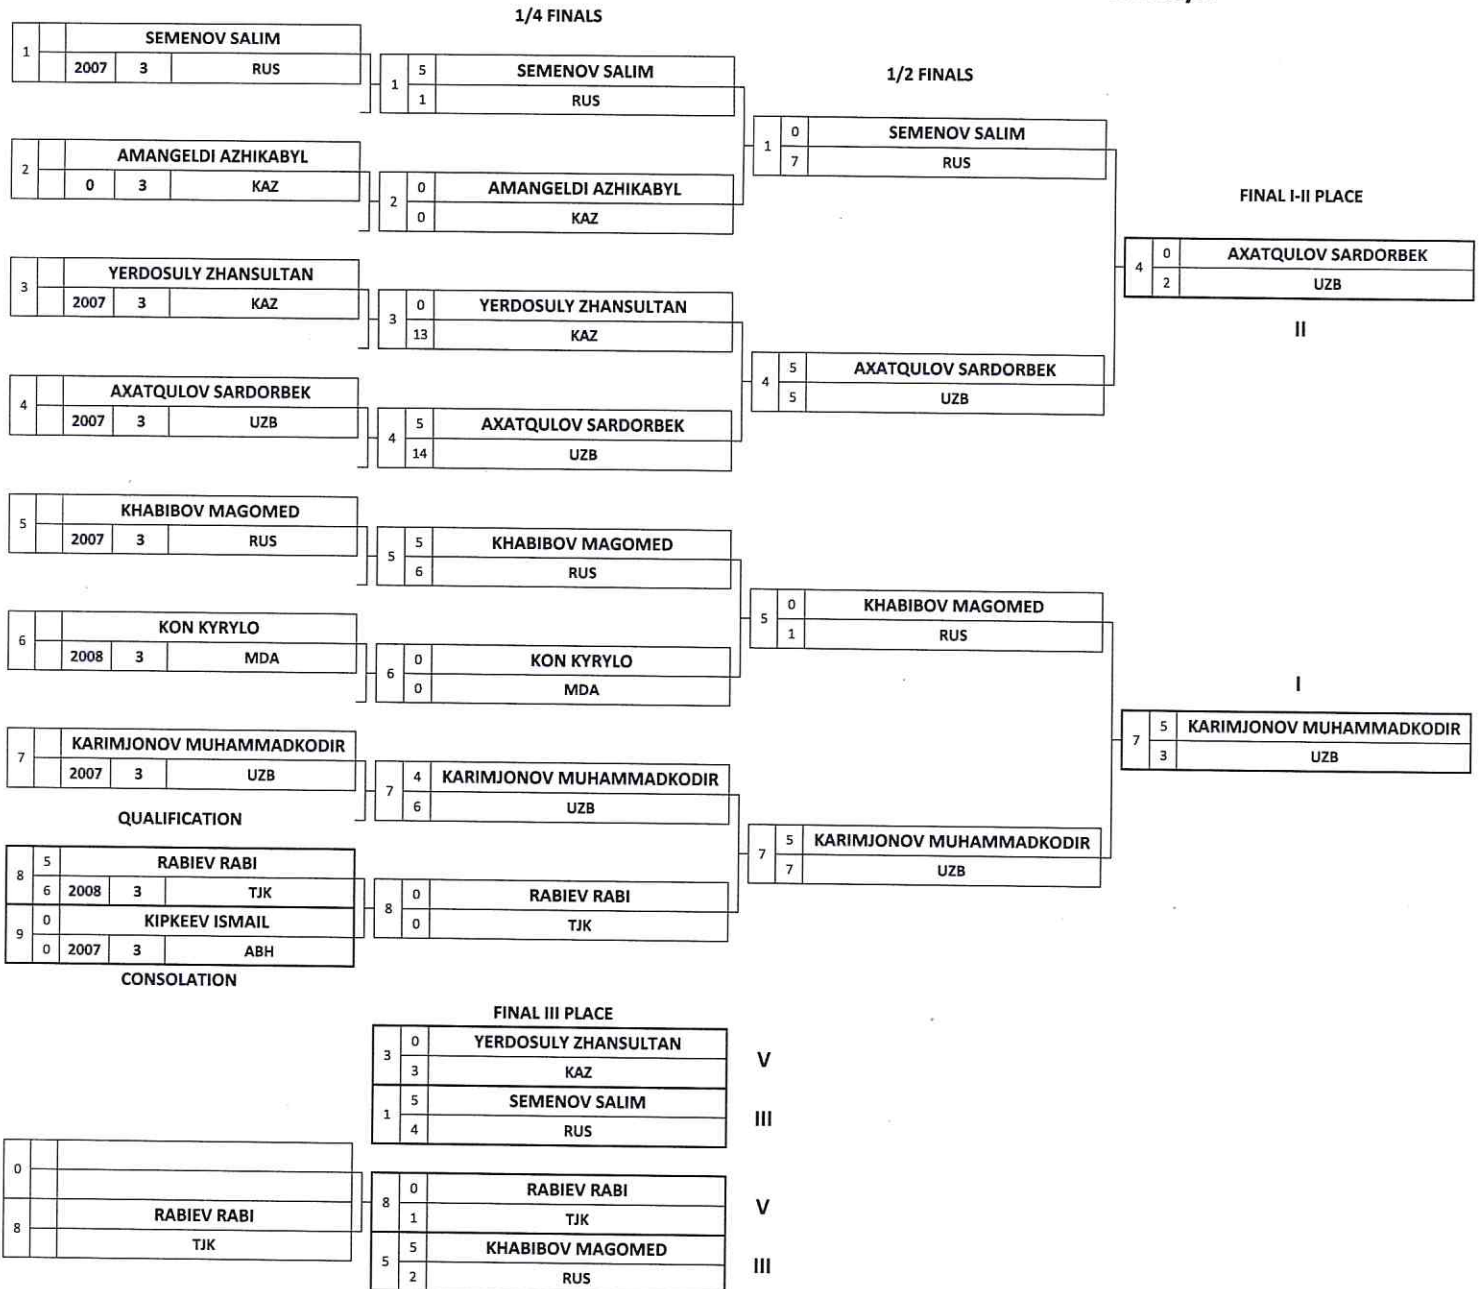 1/4 FINALS
1 SEMENOV SALIM
2007 3 RUS
1 5 SEMENOV SALIM
1 RUS
1/2 FINALS
1 0 SEMENOV SALIM
7 RUS
2 AMANGELDI AZHIKABYL
0 3 KAZ
2 0 AMANGELDI AZHIKABYL
0 KAZ
FINAL I-II PLACE
4 0 AXATQULOV SARDORBEK
2 UZB
II
3 YERDOSULY ZHANSULTAN
2007 3 KAZ
3 0 YERDOSULY ZHANSULTAN
13 KAZ
4 5 AXATQULOV SARDORBEK
5 UZB
4 AXATQULOV SARDORBEK
2007 3 UZB
4 5 AXATQULOV SARDORBEK
14 UZB
5 KHABIBOV MAGOMED
2007 3 RUS
5 5 KHABIBOV MAGOMED
6 RUS
5 0 KHABIBOV MAGOMED
1 RUS
6 KON KYRYLO
2008 3 MDA
6 0 KON KYRYLO
0 MDA
I
7 5 KARIMJONOV MUHAMMADKODIR
3 UZB
7 KARIMJONOV MUHAMMADKODIR
2007 3 UZB
7 4 KARIMJONOV MUHAMMADKODIR
6 UZB
QUALIFICATION
7 5 KARIMJONOV MUHAMMADKODIR
7 UZB
8 5 RABIEV RABI
6 2008 3 TJK
9 0 KIPKEEV ISMAIL
0 2007 3 ABH
8 0 RABIEV RABI
0 TJK
CONSOLATION
FINAL III PLACE
3 0 YERDOSULY ZHANSULTAN
3 KAZ
V
1 5 SEMENOV SALIM
4 RUS
III
0
8 RABIEV RABI
TJK
8 0 RABIEV RABI
1 TJK
V
5 5 KHABIBOV MAGOMED
2 RUS
III